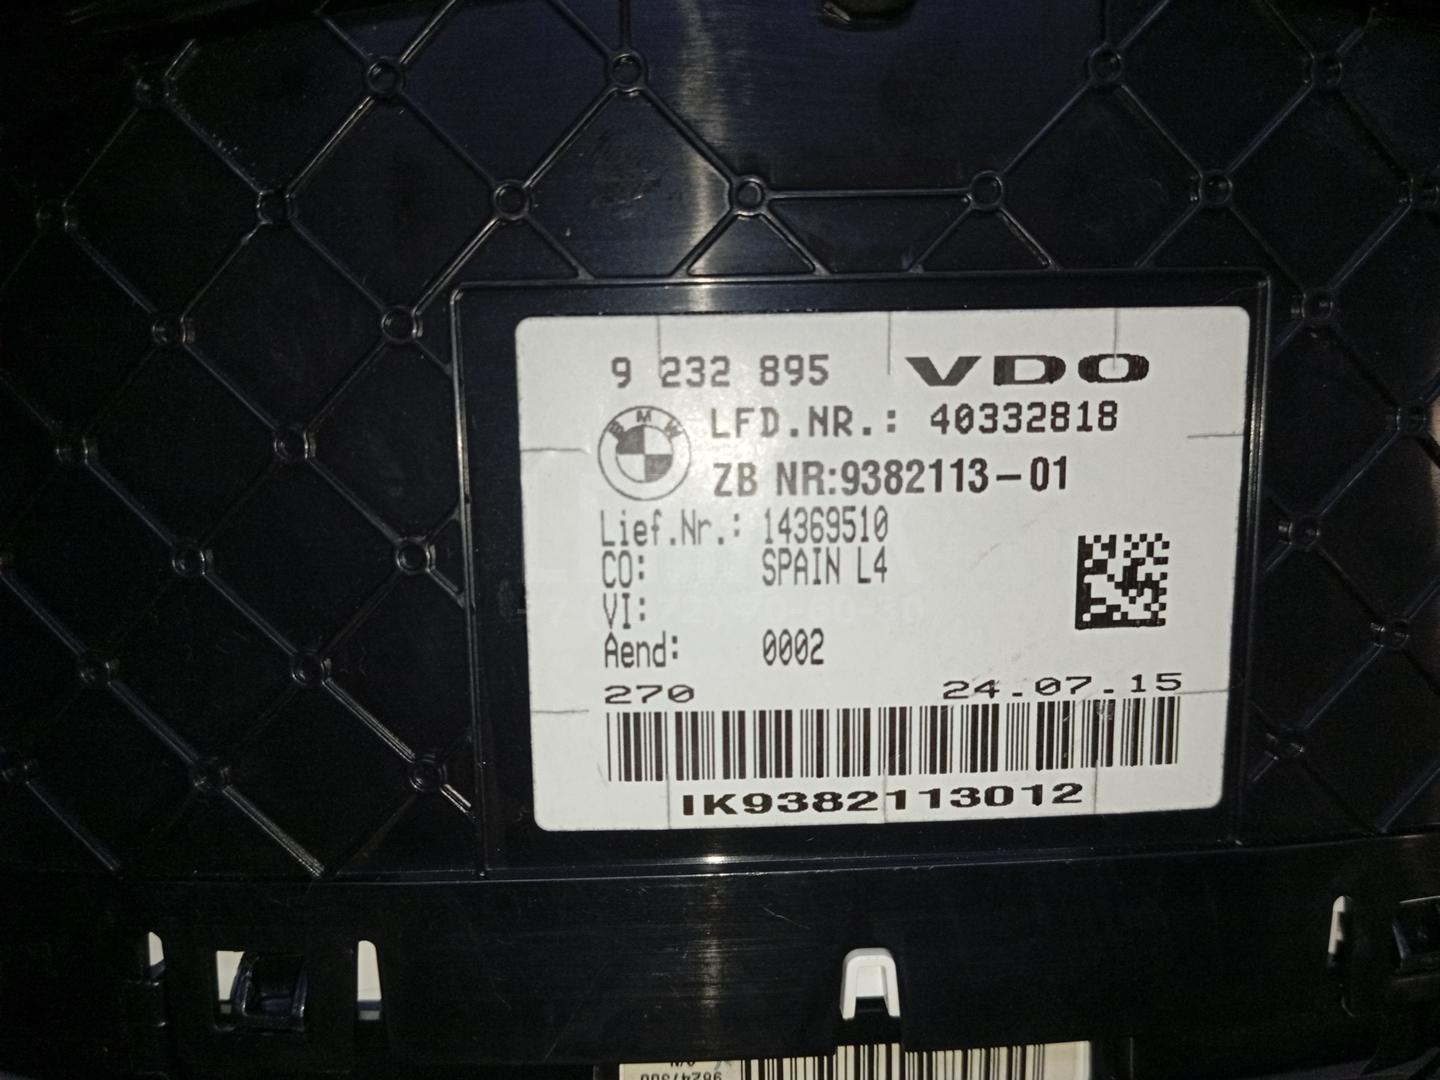 9 232 895 VDO
BMW
LFD.NR.: 40332818
ZB NR:9382113-01
Lief.Nr.: 14369510
CO: SPAIN L4
VI:
Aend: 0002
270 24.07.15
IK9382113012